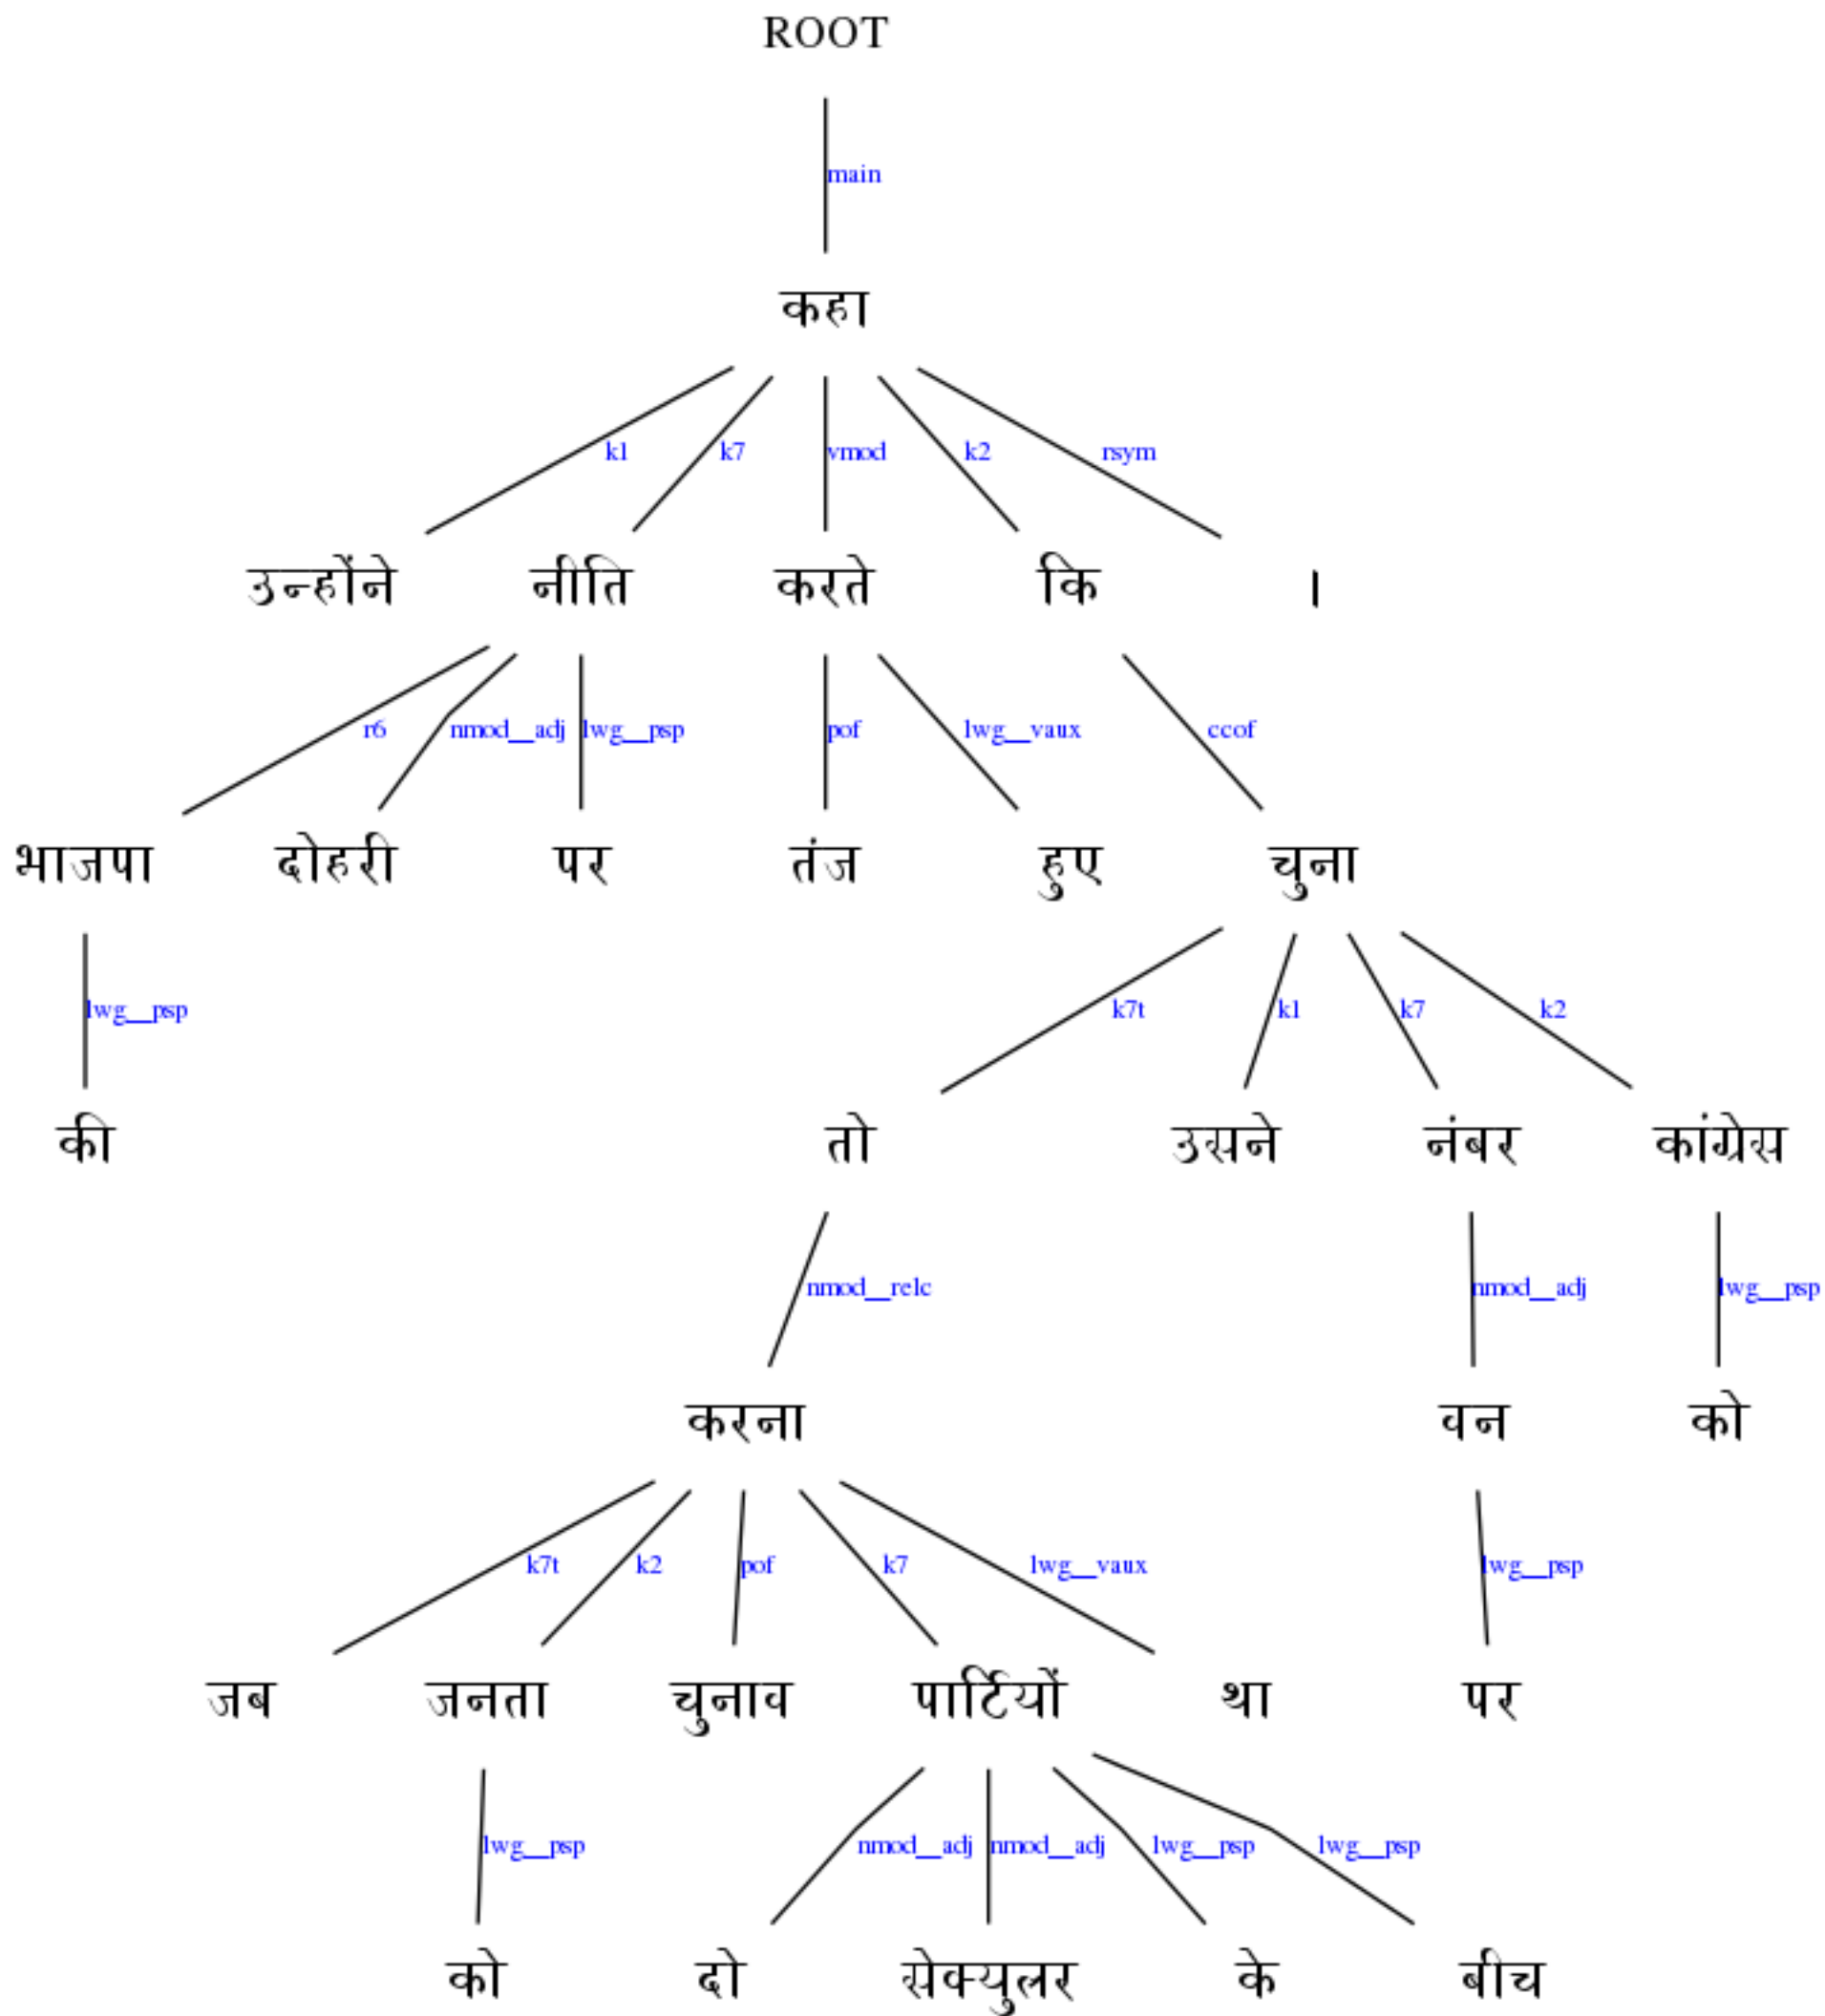 ROOT
main
कहा
k1 k7 vmod k2 rsym
उन्होंने नीति करते कि ।
r6 nmod__adj lwg__psp pof lwg__vaux ccof
भाजपा दोहरी पर तंज हुए चुना
lwg__psp k7t k1 k7 k2
की तो उसने नंबर कांग्रेस
nmod__relc nmod__adj lwg__psp
करना वन को
k7t k2 pof k7 lwg__vaux lwg__psp
जब जनता चुनाव पार्टियों था पर
lwg__psp nmod__adj nmod__adj lwg__psp lwg__psp
को दो सेक्युलर के बीच